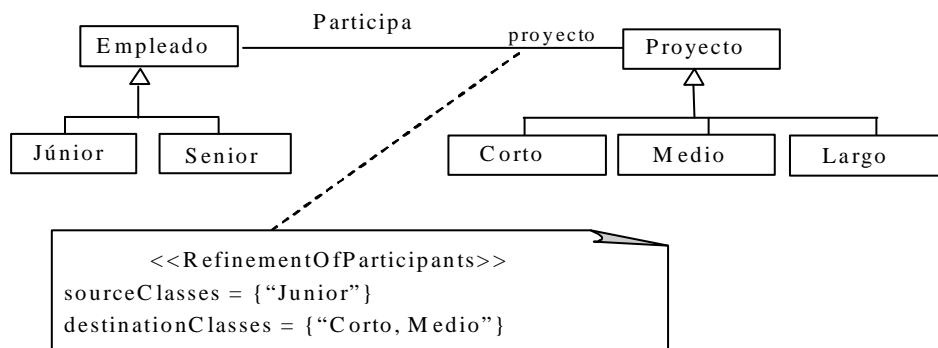 Participa
Empleado
proyecto
Proyecto
Júnior
Senior
Corto
Medio
Largo
<<RefinementOfParticipants>>
sourceClasses = {“Junior”}
destinationClasses = {“Corto, Medio”}